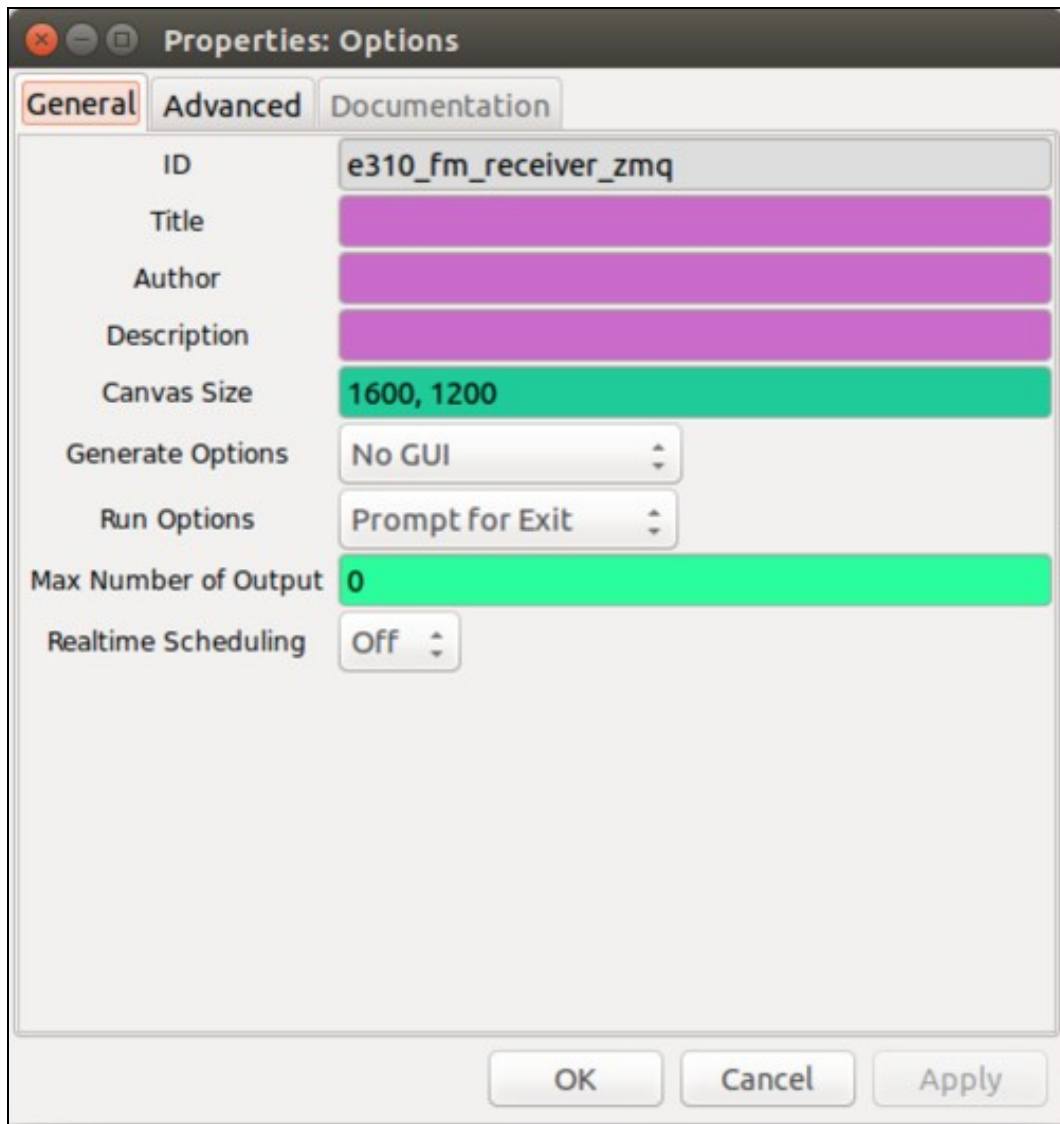 Properties: Options
General Advanced Documentation
ID e310_fm_receiver_zmq
Title
Author
Description
Canvas Size 1600, 1200
Generate Options No GUI
Run Options Prompt for Exit
Max Number of Output 0
Realtime Scheduling Off
OK Cancel Apply